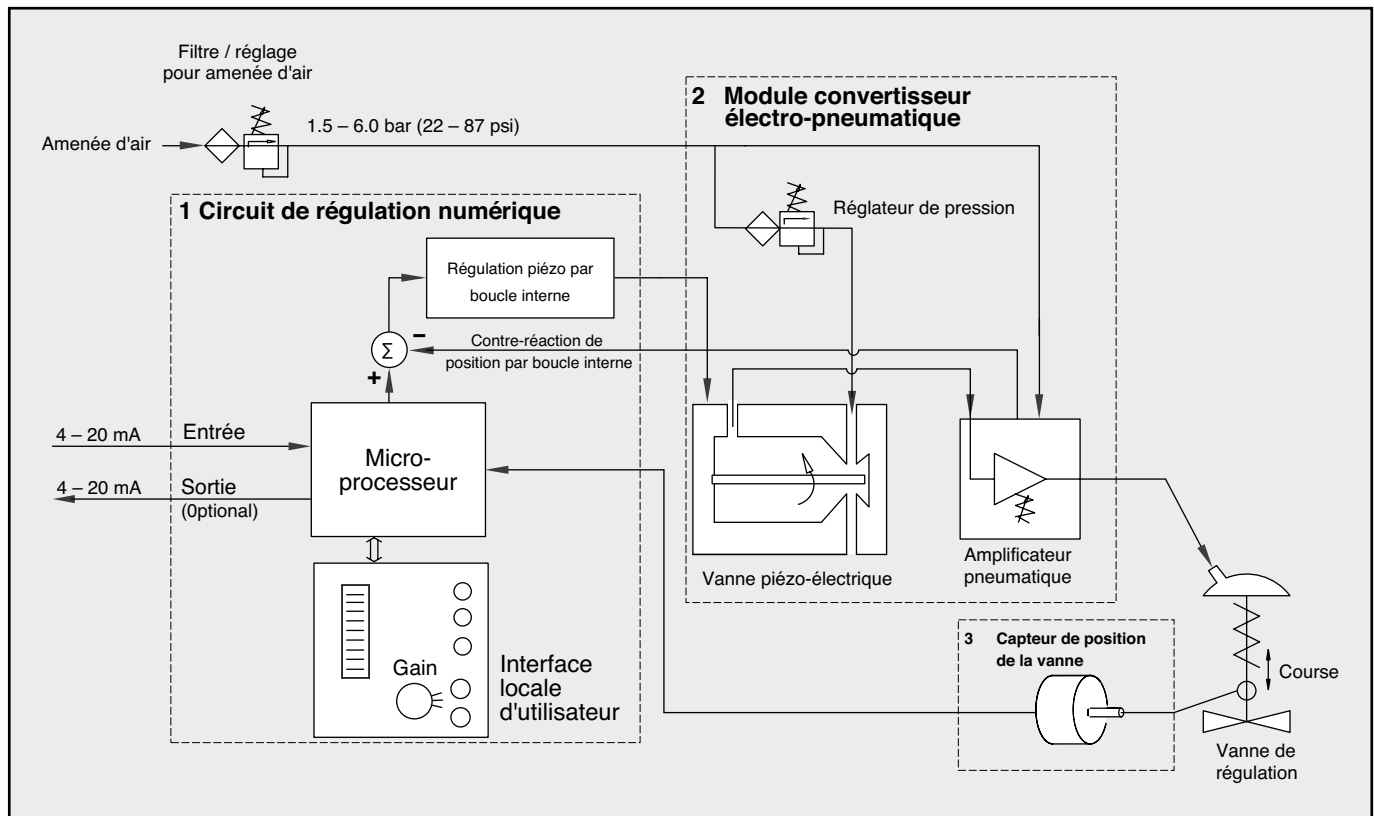 Filtre / réglage
pour amenée d'air
Amenée d'air
1.5 – 6.0 bar (22 – 87 psi)
2 Module convertisseur
électro-pneumatique
Réglateur de pression
1 Circuit de régulation numérique
Régulation piézo par
boucle interne
–
Σ
+
Contre-réaction de
position par boucle interne
4 – 20 mA
Entrée
4 – 20 mA
Sortie
(0ptional)
Micro-
processeur
Vanne piézo-électrique
Amplificateur
pneumatique
Gain
Interface
locale
d'utilisateur
3 Capteur de position
de la vanne
Course
Vanne de
régulation